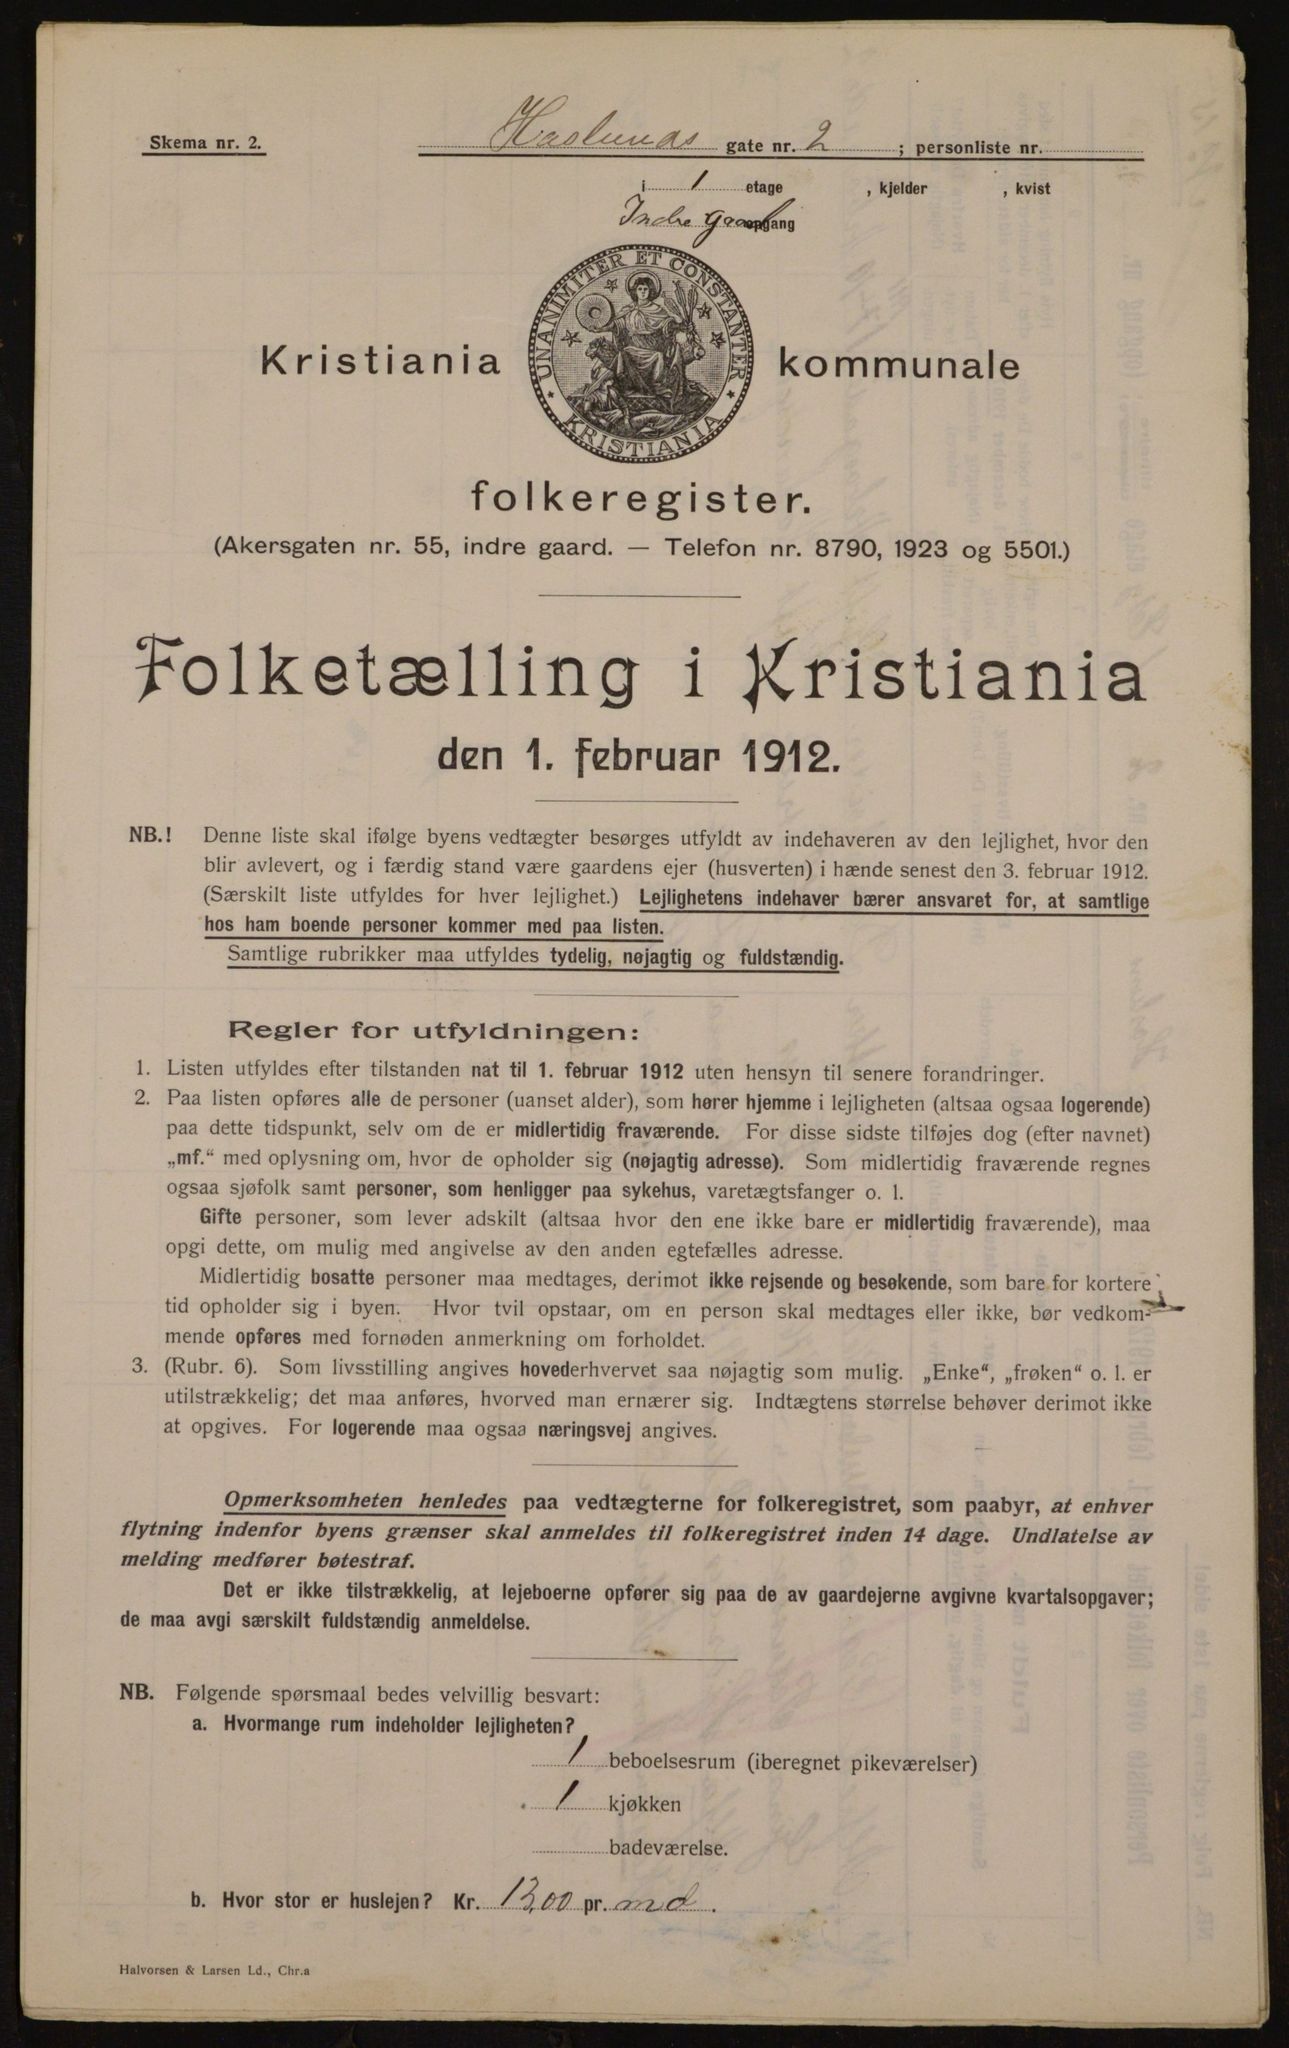 Skema nr. 2.
Haslunds gate nr. 2 ; personliste nr.
i 1 etage , kjelder , kvist
Indre Gaard opgang
UNANIMITER ET CONSTANTER
KRISTIANIA
Kristiania kommunale
folkeregister.
(Akersgaten nr. 55, indre gaard. — Telefon nr. 8790, 1923 og 5501.)
Folketælling i Kristiania
den 1. februar 1912.
NB.! Denne liste skal ifølge byens vedtægter besørges utfyldt av indehaveren av den lejlighet, hvor den
blir avlevert, og i færdig stand være gaardens ejer (husverten) i hænde senest den 3. februar 1912.
(Særskilt liste utfyldes for hver lejlighet.) Lejlighetens indehaver bærer ansvaret for, at samtlige
hos ham boende personer kommer med paa listen.
Samtlige rubrikker maa utfyldes tydelig, nøjagtig og fuldstændig.
Regler for utfyldningen:
1. Listen utfyldes efter tilstanden nat til 1. februar 1912 uten hensyn til senere forandringer.
2. Paa listen opføres alle de personer (uanset alder), som hører hjemme i lejligheten (altsaa ogsaa logerende)
paa dette tidspunkt, selv om de er midlertidig fraværende. For disse sidste tilføjes dog (efter navnet)
„mf.“ med oplysning om, hvor de opholder sig (nøjagtig adresse). Som midlertidig fraværende regnes
ogsaa sjøfolk samt personer, som henligger paa sykehus, varetægtsfanger o. l.
Gifte personer, som lever adskilt (altsaa hvor den ene ikke bare er midlertidig fraværende), maa
opgi dette, om mulig med angivelse av den anden egtefælles adresse.
Midlertidig bosatte personer maa medtages, derimot ikke rejsende og besøkende, som bare for kortere
tid opholder sig i byen. Hvor tvil opstaar, om en person skal medtages eller ikke, bør vedkom-
mende opføres med fornøden anmerkning om forholdet.
3. (Rubr. 6). Som livsstilling angives hovederhvervet saa nøjagtig som mulig. „Enke“, „frøken“ o. l. er
utilstrækkelig; det maa anføres, hvorved man ernærer sig. Indtægtens størrelse behøver derimot ikke
at opgives. For logerende maa ogsaa næringsvej angives.
Opmerksomheten henledes paa vedtægterne for folkeregistret, som paabyr, at enhver
flytning indenfor byens grænser skal anmeldes til folkeregistret inden 14 dage. Undlatelse av
melding medfører bøtestraf.
Det er ikke tilstrækkelig, at lejeboerne opfører sig paa de av gaardejerne avgivne kvartalsopgaver;
de maa avgi særskilt fuldstændig anmeldelse.
NB. Følgende spørsmaal bedes velvillig besvart:
a. Hvormange rum indeholder lejligheten?
1 beboelsesrum (iberegnet pikeværelser)
1 kjøkken
badeværelse.
b. Hvor stor er huslejen? Kr. 13,00 pr. md.
Halvorsen & Larsen Ld., Chr.a